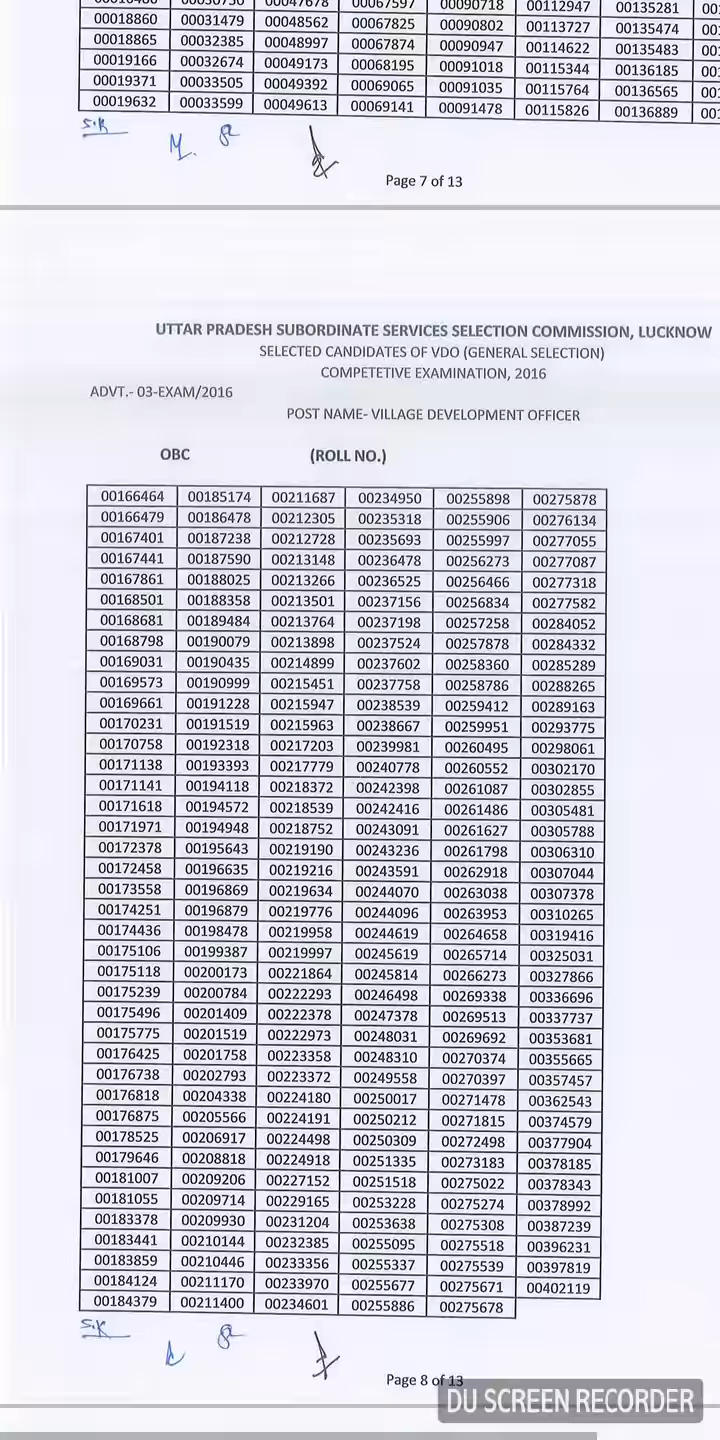 00018860 00031479 00048562 00067825 00090802 00113727 00135474
00018865 00032385 00048997 00067874 00090947 00114622 00135483
00019166 00032674 00049173 00068195 00091018 00115344 00136185
00019371 00033505 00049392 00069065 00091035 00115764 00136565
00019632 00033599 00049613 00069141 00091478 00115826 00136889
S.K
Page 7 of 13
UTTAR PRADESH SUBORDINATE SERVICES SELECTION COMMISSION, LUCKNOW
SELECTED CANDIDATES OF VDO (GENERAL SELECTION)
COMPETETIVE EXAMINATION, 2016
ADVT.- 03-EXAM/2016
POST NAME- VILLAGE DEVELOPMENT OFFICER
OBC (ROLL NO.)
00166464 00185174 00211687 00234950 00255898 00275878
00166479 00186478 00212305 00235318 00255906 00276134
00167401 00187238 00212728 00235693 00255997 00277055
00167441 00187590 00213148 00236478 00256273 00277087
00167861 00188025 00213266 00236525 00256466 00277318
00168501 00188358 00213501 00237156 00256834 00277582
00168681 00189484 00213764 00237198 00257258 00284052
00168798 00190079 00213898 00237524 00257878 00284332
00169031 00190435 00214899 00237602 00258360 00285289
00169573 00190999 00215451 00237758 00258786 00288265
00169661 00191228 00215947 00238539 00259412 00289163
00170231 00191519 00215963 00238667 00259951 00293775
00170758 00192318 00217203 00239981 00260495 00298061
00171138 00193393 00217779 00240778 00260552 00302170
00171141 00194118 00218372 00242398 00261087 00302855
00171618 00194572 00218539 00242416 00261486 00305481
00171971 00194948 00218752 00243091 00261627 00305788
00172378 00195643 00219190 00243236 00261798 00306310
00172458 00196635 00219216 00243591 00262918 00307044
00173558 00196869 00219634 00244070 00263038 00307378
00174251 00196879 00219776 00244096 00263953 00310265
00174436 00198478 00219958 00244619 00264658 00319416
00175106 00199387 00219997 00245619 00265714 00325031
00175118 00200173 00221864 00245814 00266273 00327866
00175239 00200784 00222293 00246498 00269338 00336696
00175496 00201409 00222378 00247378 00269513 00337737
00175775 00201519 00222973 00248031 00269692 00353681
00176425 00201758 00223358 00248310 00270374 00355665
00176738 00202793 00223372 00249558 00270397 00357457
00176818 00204338 00224180 00250017 00271478 00362543
00176875 00205566 00224191 00250212 00271815 00374579
00178525 00206917 00224498 00250309 00272498 00377904
00179646 00208818 00224918 00251335 00273183 00378185
00181007 00209206 00227152 00251518 00275022 00378343
00181055 00209714 00229165 00253228 00275274 00378992
00183378 00209930 00231204 00253638 00275308 00387239
00183441 00210144 00232385 00255095 00275518 00396231
00183859 00210446 00233356 00255337 00275539 00397819
00184124 00211170 00233970 00255677 00275671 00402119
00184379 00211400 00234601 00255886 00275678
S.K
Page 8 of 13
DU SCREEN RECORDER